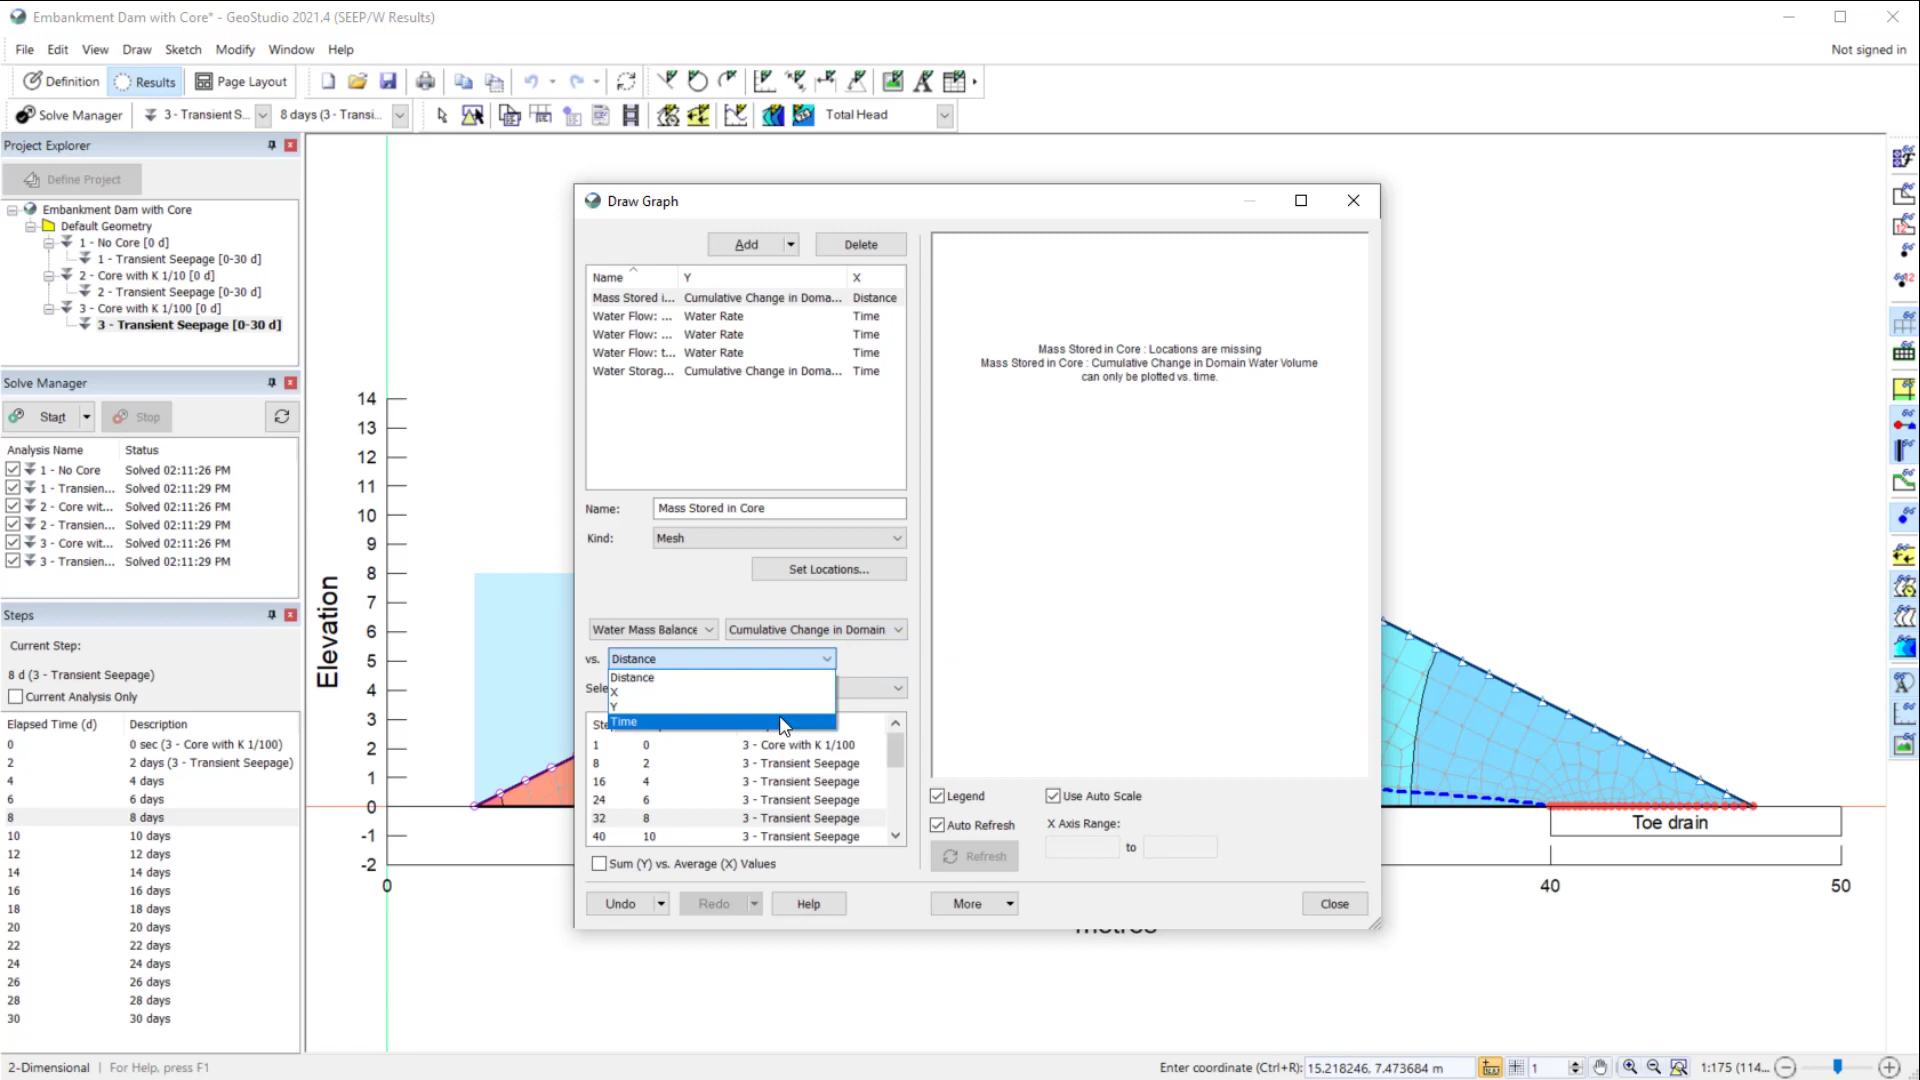 Embankment Dam with Core* - GeoStudio 2021.4 (SEEP/W Results)
File Edit View Draw Sketch Modify Window Help
Not signed in
Definition Results Page Layout
Solve Manager 3 - Transient S... 8 days (3 - Transi... Total Head
Project Explorer
Define Project
Embankment Dam with Core
Default Geometry
1 - No Core [0 d]
1 - Transient Seepage [0-30 d]
2 - Core with K 1/10 [0 d]
2 - Transient Seepage [0-30 d]
3 - Core with K 1/100 [0 d]
3 - Transient Seepage [0-30 d]
Solve Manager
Start Stop
Analysis Name Status
1 - No Core Solved 02:11:26 PM
1 - Transien... Solved 02:11:29 PM
2 - Core wit... Solved 02:11:26 PM
2 - Transien... Solved 02:11:29 PM
3 - Core wit... Solved 02:11:26 PM
3 - Transien... Solved 02:11:29 PM
Steps
Current Step:
8 d (3 - Transient Seepage)
Current Analysis Only
Elapsed Time (d) Description
0 0 sec (3 - Core with K 1/100)
2 2 days (3 - Transient Seepage)
4 4 days
6 6 days
8 8 days
10 10 days
12 12 days
14 14 days
16 16 days
18 18 days
20 20 days
22 22 days
24 24 days
26 26 days
28 28 days
30 30 days
Elevation
14
13
12
11
10
9
8
7
6
5
4
3
2
1
0
-1
-2
0
40
50
Toe drain
Draw Graph
Add Delete
Name Y X
Mass Stored i... Cumulative Change in Doma... Distance
Water Flow: ... Water Rate Time
Water Flow: ... Water Rate Time
Water Flow: t... Water Rate Time
Water Storag... Cumulative Change in Doma... Time
Name: Mass Stored in Core
Kind: Mesh
Set Locations...
Water Mass Balance Cumulative Change in Domain
vs. Distance
Distance
X
Y
Time
Sele
Ste
1 0 3 - Core with K 1/100
8 2 3 - Transient Seepage
16 4 3 - Transient Seepage
24 6 3 - Transient Seepage
32 8 3 - Transient Seepage
40 10 3 - Transient Seepage
Sum (Y) vs. Average (X) Values
Undo Redo Help
Mass Stored in Core : Locations are missing
Mass Stored in Core : Cumulative Change in Domain Water Volume
can only be plotted vs. time.
Legend Use Auto Scale
Auto Refresh X Axis Range:
Refresh to
More Close
2-Dimensional For Help, press F1
Enter coordinate (Ctrl+R): 15.218246, 7.473684 m 1 1:175 (114...